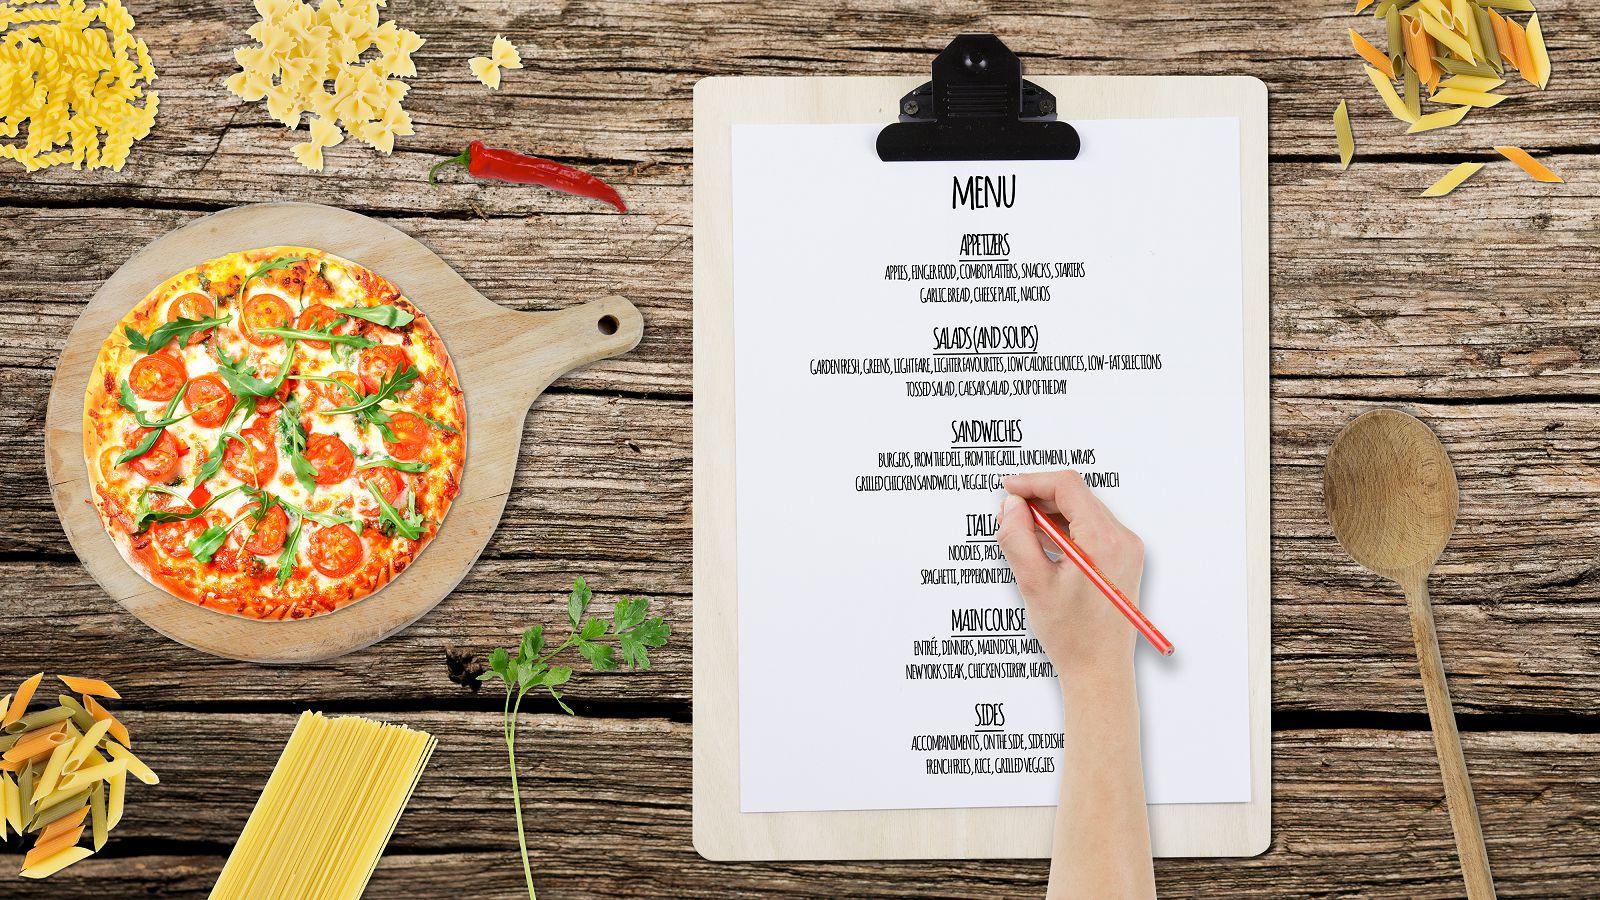 MENU
APPETIZERS
APPIES, FINGER FOOD, COMBO PLATTERS, SNACKS, STARTERS
GARLIC BREAD, CHEESE PLATE, NACHOS
SALADS (AND SOUPS)
GARDEN FRESH, GREENS, LIGHT FARE, LIGHTER FAVOURITES, LOW CALORIE CHOICES, LOW-FAT SELECTIONS
TOSSED SALAD, CAESAR SALAD, SOUP OF THE DAY
SANDWICHES
BURGERS, FROM THE DELI, FROM THE GRILL, LUNCH MENU, WRAPS
GRILLED CHICKEN SANDWICH, VEGGIE SANDWICH
NOODLES,
SPAGHETTI, PEPPERONI PIZZA,
MAIN COURSE
ENTRÉE, DINNERS, MAIN DISH,
NEW YORK STEAK, CHICKEN STIRFRY,
SIDES
ACCOMPANIMENTS, ON THE SIDE, SIDE
FRENCH FRIES, RICE, GRILLED VEGGIES